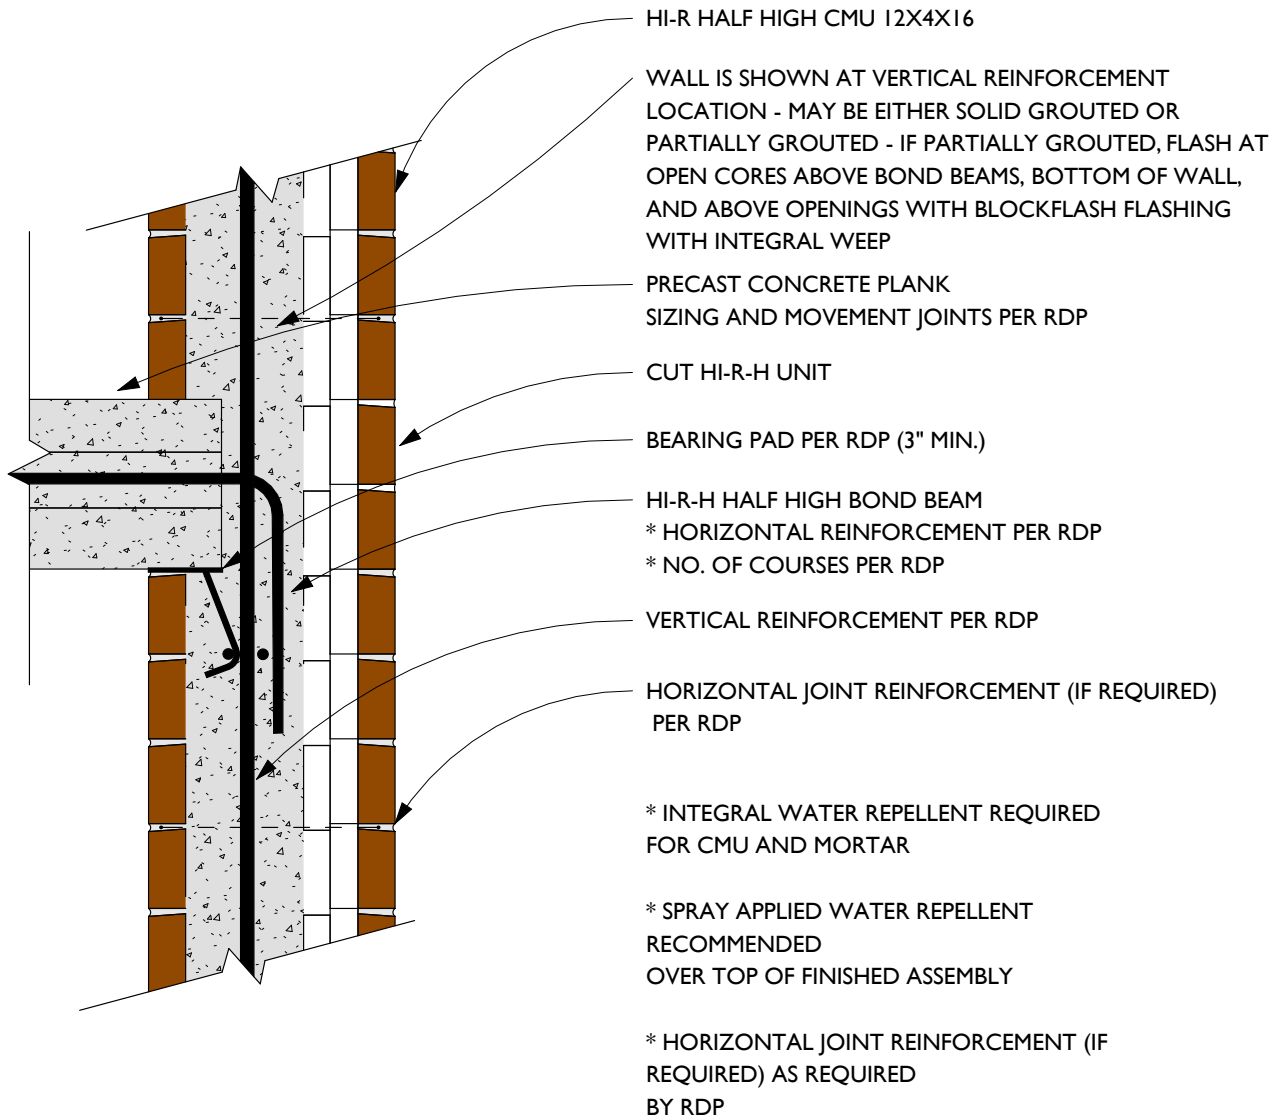 HI-R HALF HIGH CMU 12X4X16
WALL IS SHOWN AT VERTICAL REINFORCEMENT
LOCATION - MAY BE EITHER SOLID GROUTED OR
PARTIALLY GROUTED - IF PARTIALLY GROUTED, FLASH AT
OPEN CORES ABOVE BOND BEAMS, BOTTOM OF WALL,
AND ABOVE OPENINGS WITH BLOCKFLASH FLASHING
WITH INTEGRAL WEEP
PRECAST CONCRETE PLANK
SIZING AND MOVEMENT JOINTS PER RDP
CUT HI-R-H UNIT
BEARING PAD PER RDP (3" MIN.)
HI-R-H HALF HIGH BOND BEAM
* HORIZONTAL REINFORCEMENT PER RDP
* NO. OF COURSES PER RDP
VERTICAL REINFORCEMENT PER RDP
HORIZONTAL JOINT REINFORCEMENT (IF REQUIRED)
PER RDP
* INTEGRAL WATER REPELLENT REQUIRED
FOR CMU AND MORTAR
* SPRAY APPLIED WATER REPELLENT
RECOMMENDED
OVER TOP OF FINISHED ASSEMBLY
* HORIZONTAL JOINT REINFORCEMENT (IF
REQUIRED) AS REQUIRED
BY RDP